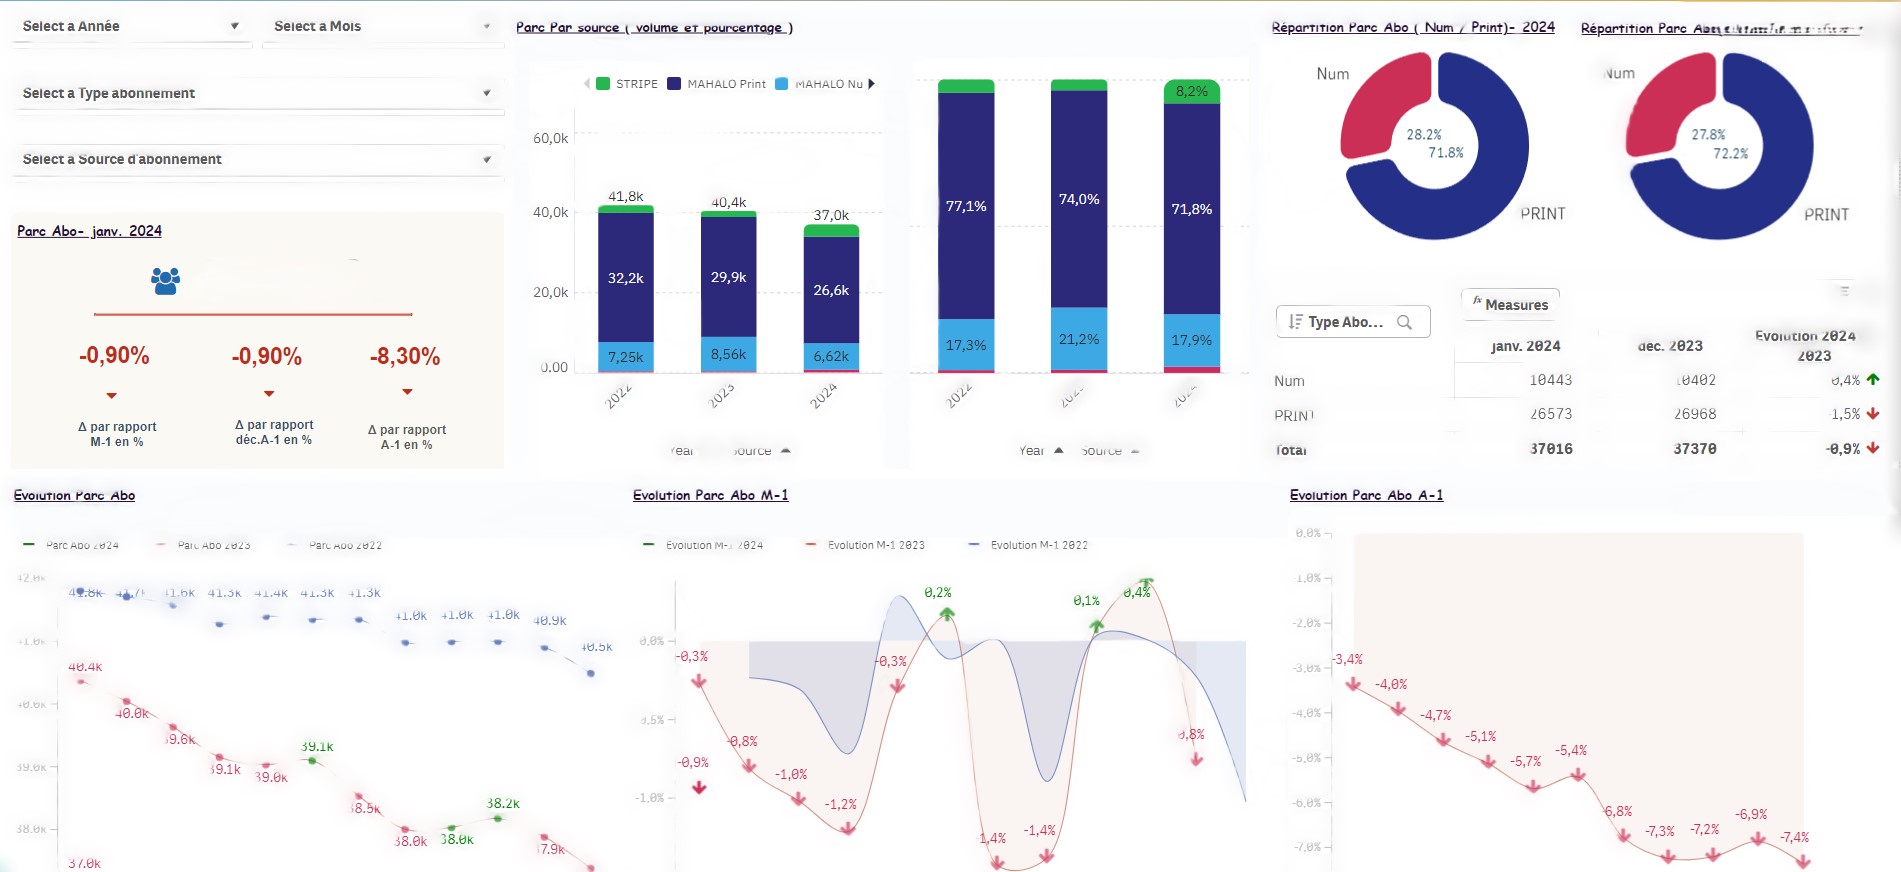 Select a Année
Select a Mois
Select a Type abonnement
Select a Source d'abonnement
Parc Abo- janv. 2024
-0,90%
-0,90%
-8,30%
Δ par rapport
M-1 en %
Δ par rapport
déc.A-1 en %
Δ par rapport
A-1 en %
Parc Par source ( volume et pourcentage )
STRIPE
MAHALO Print
MAHALO Nu
60,0k
40,0k
20,0k
0.00
41,8k
40,4k
37,0k
32,2k
29,9k
26,6k
7,25k
8,56k
6,62k
2022
2023
2024
Year
Source
8,2%
77,1%
74,0%
71,8%
17,3%
21,2%
17,9%
2022
Year
Source
Répartition Parc Abo ( Num / Print)- 2024
Num
28.2%
71.8%
PRINT
Répartition Parc
Num
27.8%
72.2%
PRINT
Type Abo...
fx Measures
janv. 2024
déc. 2023
Evolution 2024
2023
Num
10443
10402
0,4%
PRINT
26573
26968
-1,5%
Total
37016
37370
-0,9%
Evolution Parc Abo
Parc Abo 2024
Parc Abo 2023
Parc Abo 2022
42.0k
41.0k
40.0k
39.0k
38.0k
41.8k
41.7k
41.6k
41.3k
41.4k
41.3k
41.3k
41.0k
41.0k
41.0k
40.9k
40.5k
40.4k
40.0k
39.6k
39.1k
39.0k
39.1k
38.5k
38.0k
38.0k
38.2k
37.9k
37.0k
Evolution Parc Abo M-1
Evolution M-1 2024
Evolution M-1 2023
Evolution M-1 2022
0,0%
-0,5%
-1,0%
-0,3%
-0,9%
-0,8%
-1,0%
-1,2%
-0,3%
0,2%
-1,4%
-1,4%
0,1%
0,4%
-0,8%
Evolution Parc Abo A-1
0,0%
-1,0%
-2,0%
-3,0%
-4,0%
-5,0%
-6,0%
-7,0%
-3,4%
-4,0%
-4,7%
-5,1%
-5,7%
-5,4%
-6,8%
-7,3%
-7,2%
-6,9%
-7,4%